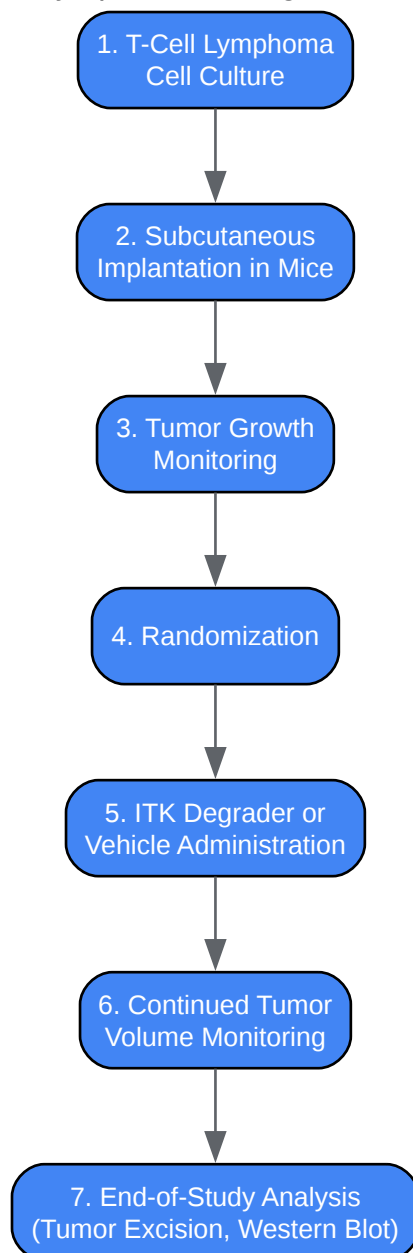 1. T-Cell Lymphoma
Cell Culture
2. Subcutaneous
Implantation in Mice
3. Tumor Growth
Monitoring
4. Randomization
5. ITK Degrader or
Vehicle Administration
6. Continued Tumor
Volume Monitoring
7. End-of-Study Analysis
(Tumor Excision, Western Blot)